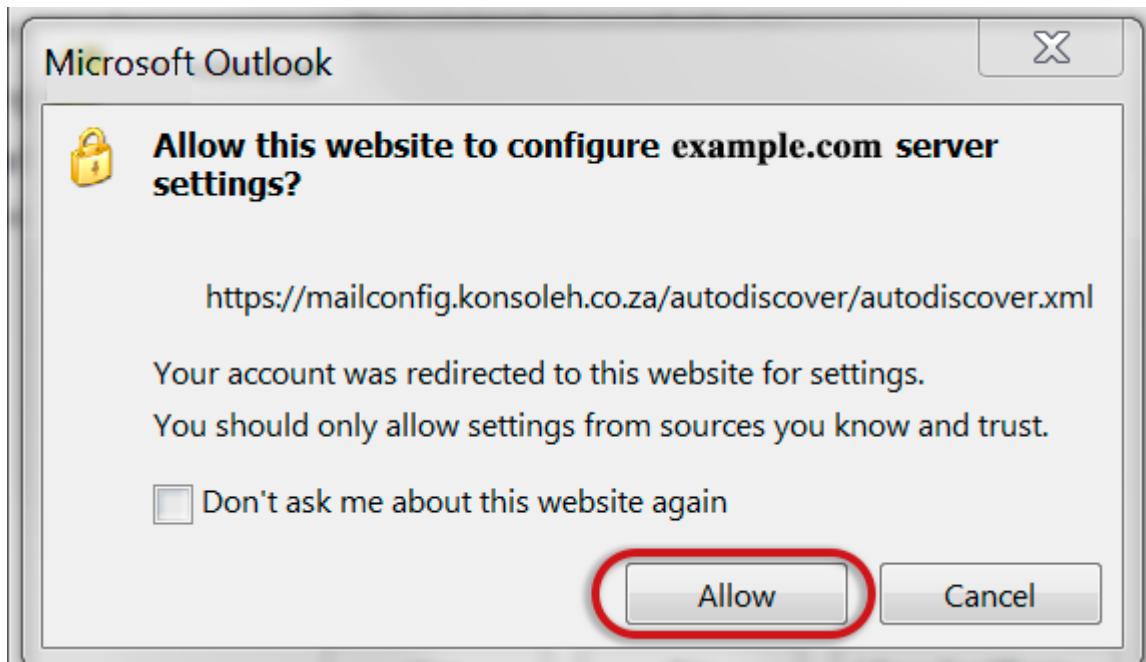 Microsoft Outlook
Allow this website to configure example.com server
settings?
https://mailconfig.konsoleh.co.za/autodiscover/autodiscover.xml
Your account was redirected to this website for settings.
You should only allow settings from sources you know and trust.
Don't ask me about this website again
Allow Cancel